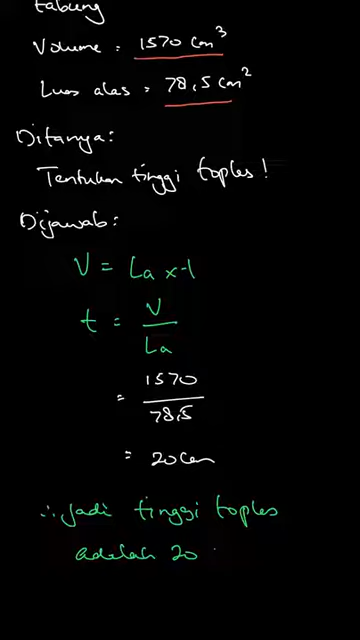 tabung
Volume = 1570 cm³
Luas alas = 78,5 cm²
Ditanya:
Tentukan tinggi toples!
Dijawab:
V = La x t
t = V
La
= 1570
78,5
= 20 cm
∴ Jadi tinggi toples
adalah 20